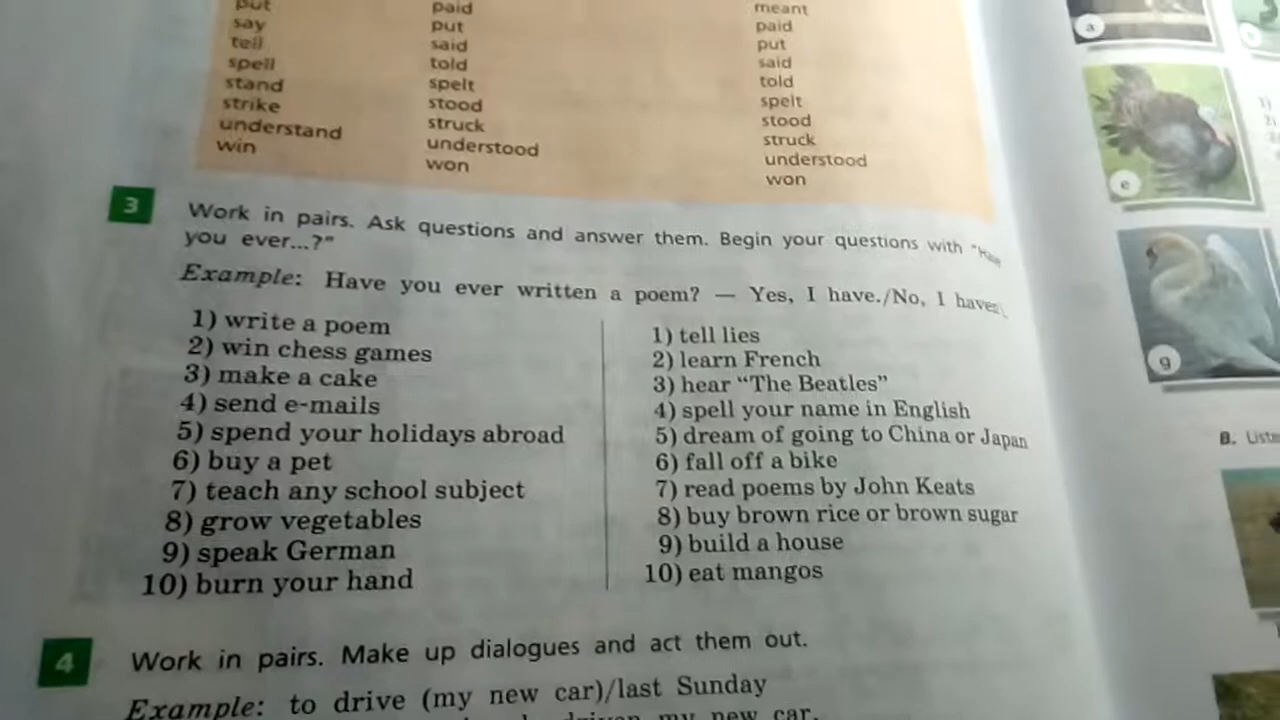 put paid meant
say put paid
tell said put
spell told said
stand spelt told
strike stood spelt
understand struck stood
win understood struck
won understood
won
3
Work in pairs. Ask questions and answer them. Begin your questions with "Have
you ever...?"
Example: Have you ever written a poem? — Yes, I have./No, I haven
1) write a poem
2) win chess games
3) make a cake
4) send e-mails
5) spend your holidays abroad
6) buy a pet
7) teach any school subject
8) grow vegetables
9) speak German
10) burn your hand
1) tell lies
2) learn French
3) hear “The Beatles”
4) spell your name in English
5) dream of going to China or Japan
6) fall off a bike
7) read poems by John Keats
8) buy brown rice or brown sugar
9) build a house
10) eat mangos
4
Work in pairs. Make up dialogues and act them out.
Example: to drive (my new car)/last Sunday
driven my new car.
a
e
g
1)
2)
B. Listen